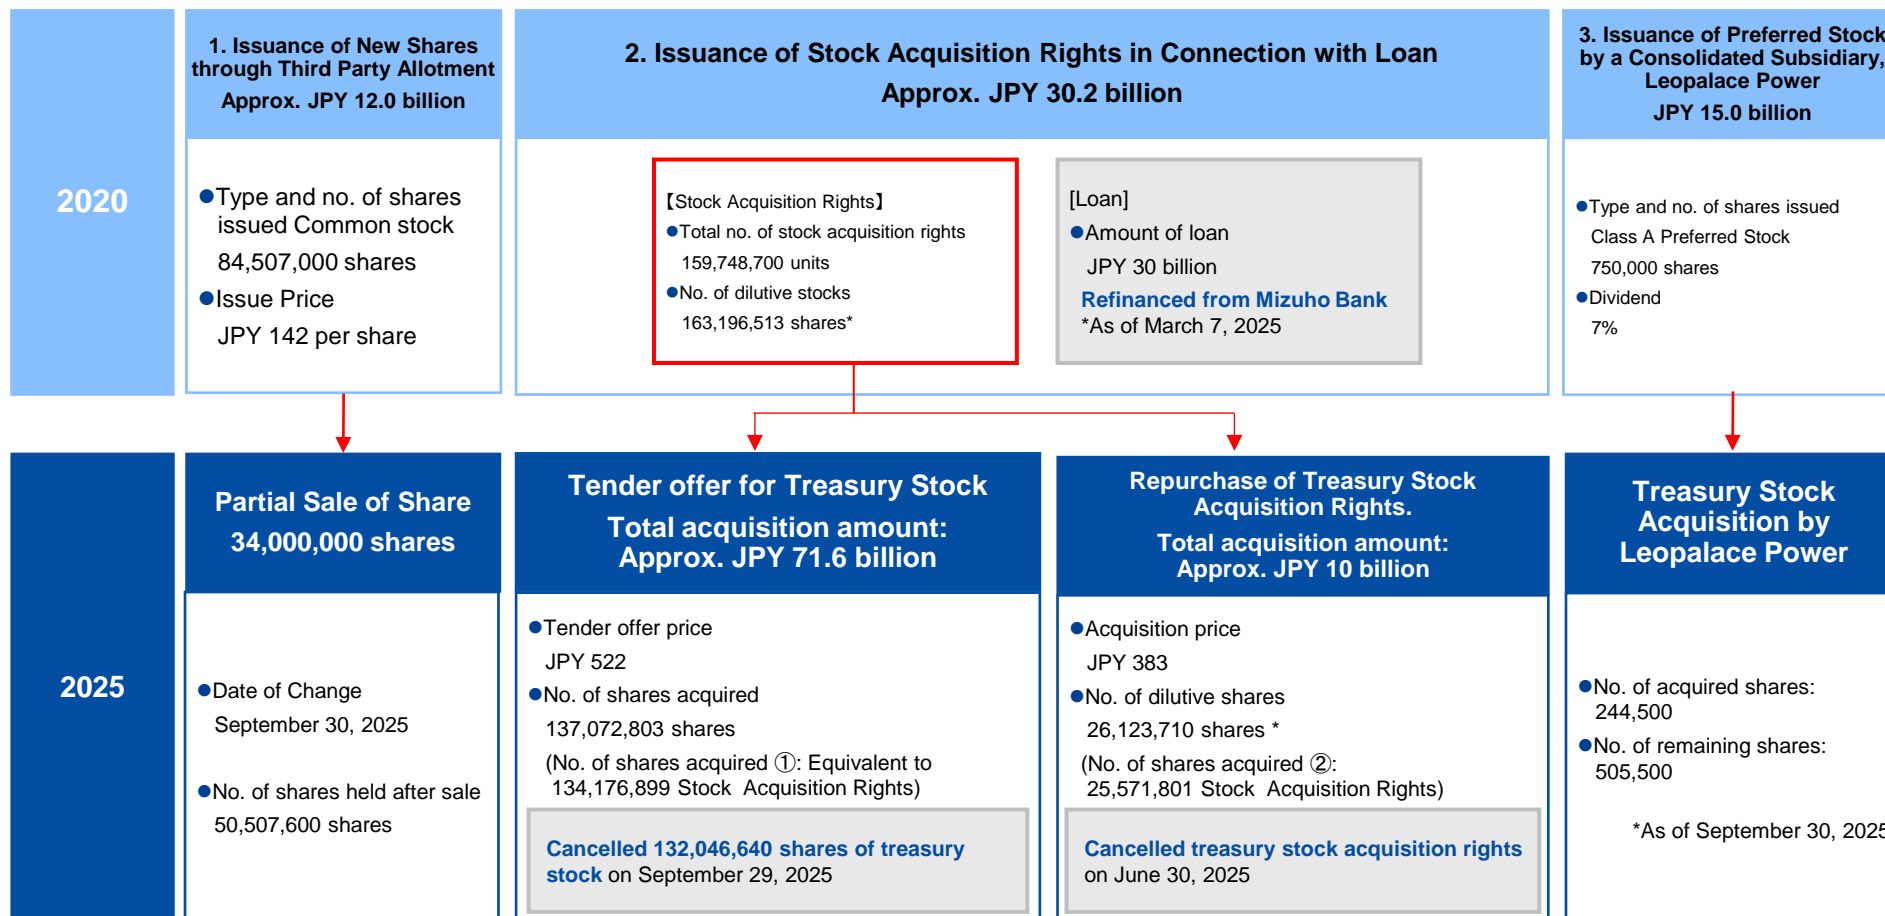 2020
1. Issuance of New Shares
through Third Party Allotment
Approx. JPY 12.0 billion
●Type and no. of shares
issued Common stock
84,507,000 shares
●Issue Price
JPY 142 per share
2. Issuance of Stock Acquisition Rights in Connection with Loan
Approx. JPY 30.2 billion
【Stock Acquisition Rights】
●Total no. of stock acquisition rights
159,748,700 units
●No. of dilutive stocks
163,196,513 shares*
[Loan]
●Amount of loan
JPY 30 billion
Refinanced from Mizuho Bank
*As of March 7, 2025
3. Issuance of Preferred Stock
by a Consolidated Subsidiary,
Leopalace Power
JPY 15.0 billion
●Type and no. of shares issued
Class A Preferred Stock
750,000 shares
●Dividend
7%
2025
Partial Sale of Share
34,000,000 shares
●Date of Change
September 30, 2025
●No. of shares held after sale
50,507,600 shares
Tender offer for Treasury Stock
Total acquisition amount:
Approx. JPY 71.6 billion
●Tender offer price
JPY 522
●No. of shares acquired
137,072,803 shares
(No. of shares acquired ①: Equivalent to
134,176,899 Stock Acquisition Rights)
Cancelled 132,046,640 shares of treasury
stock on September 29, 2025
Repurchase of Treasury Stock
Acquisition Rights.
Total acquisition amount:
Approx. JPY 10 billion
●Acquisition price
JPY 383
●No. of dilutive shares
26,123,710 shares *
(No. of shares acquired ②:
25,571,801 Stock Acquisition Rights)
Cancelled treasury stock acquisition rights
on June 30, 2025
Treasury Stock
Acquisition by
Leopalace Power
●No. of acquired shares:
244,500
●No. of remaining shares:
505,500
*As of September 30, 2025